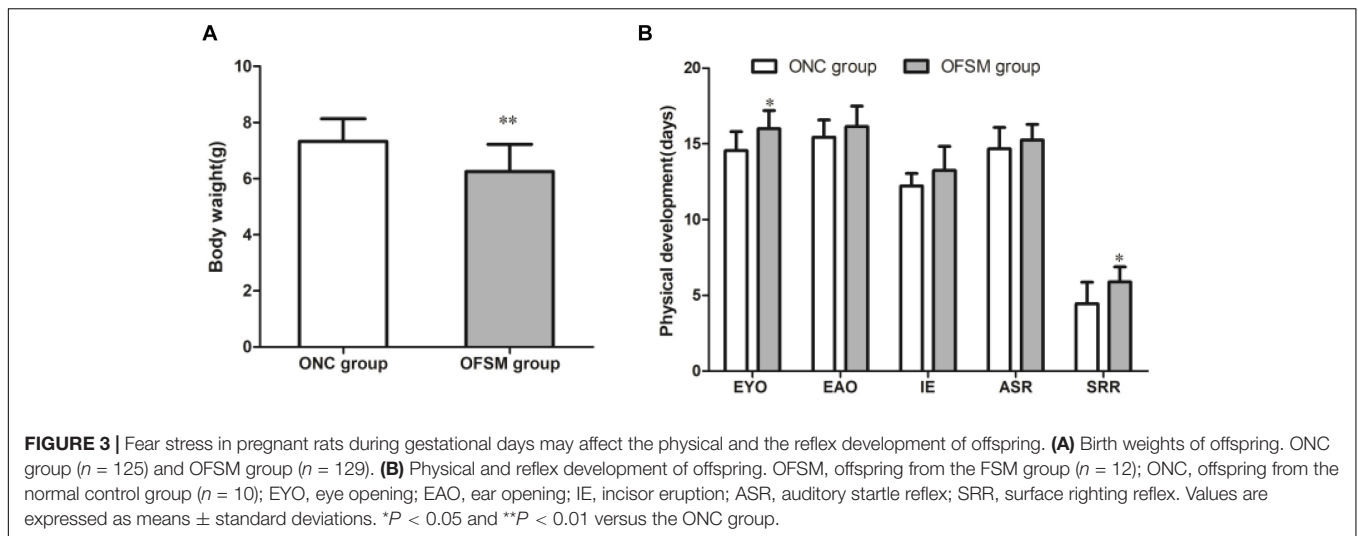 A
10
8
6
4
2
0
Body waight(g)
**
ONC group
OFSM group
B
ONC group
OFSM group
20
15
10
5
0
Physical development(days)
*
*
EYO
EAO
IE
ASR
SRR
FIGURE 3 | Fear stress in pregnant rats during gestational days may affect the physical and the reflex development of offspring. (A) Birth weights of offspring. ONC
group (n = 125) and OFSM group (n = 129). (B) Physical and reflex development of offspring. OFSM, offspring from the FSM group (n = 12); ONC, offspring from the
normal control group (n = 10); EYO, eye opening; EAO, ear opening; IE, incisor eruption; ASR, auditory startle reflex; SRR, surface righting reflex. Values are
expressed as means ± standard deviations. *P < 0.05 and **P < 0.01 versus the ONC group.